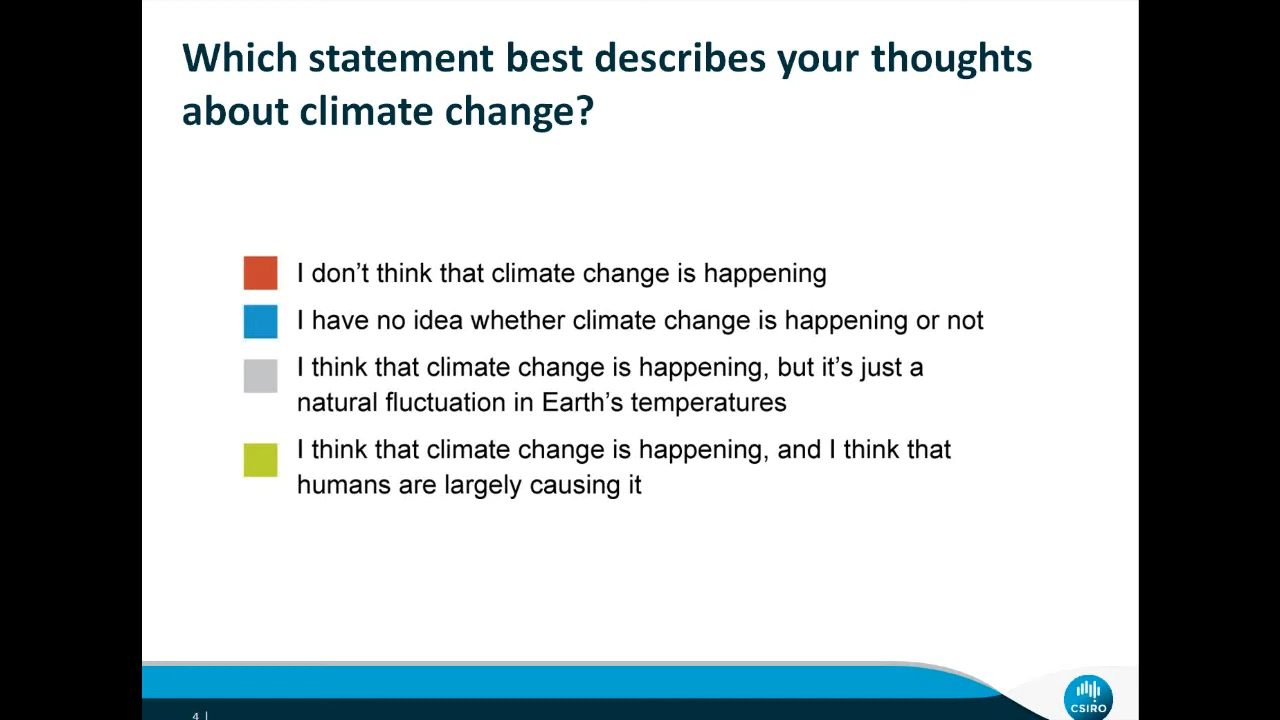 Which statement best describes your thoughts
about climate change?
I don’t think that climate change is happening
I have no idea whether climate change is happening or not
I think that climate change is happening, but it’s just a
natural fluctuation in Earth’s temperatures
I think that climate change is happening, and I think that
humans are largely causing it
4 |
CSIRO